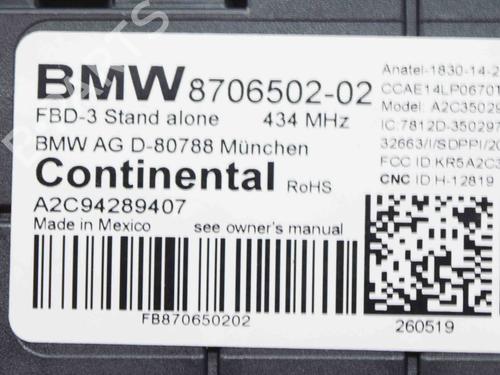 BMW 8706502-02
FBD-3 Stand alone 434 MHz
BMW AG D-80788 München
Continental RoHS
A2C94289407
Made in Mexico see owner's manual
FB870650202
Anatel-1830-14-2
CCAE14LP06701
Model: A2C35029
IC:7812D-350297
32663/I/SDPPI/20
FCC ID KR5A2C3
CNC ID H-12819
260519